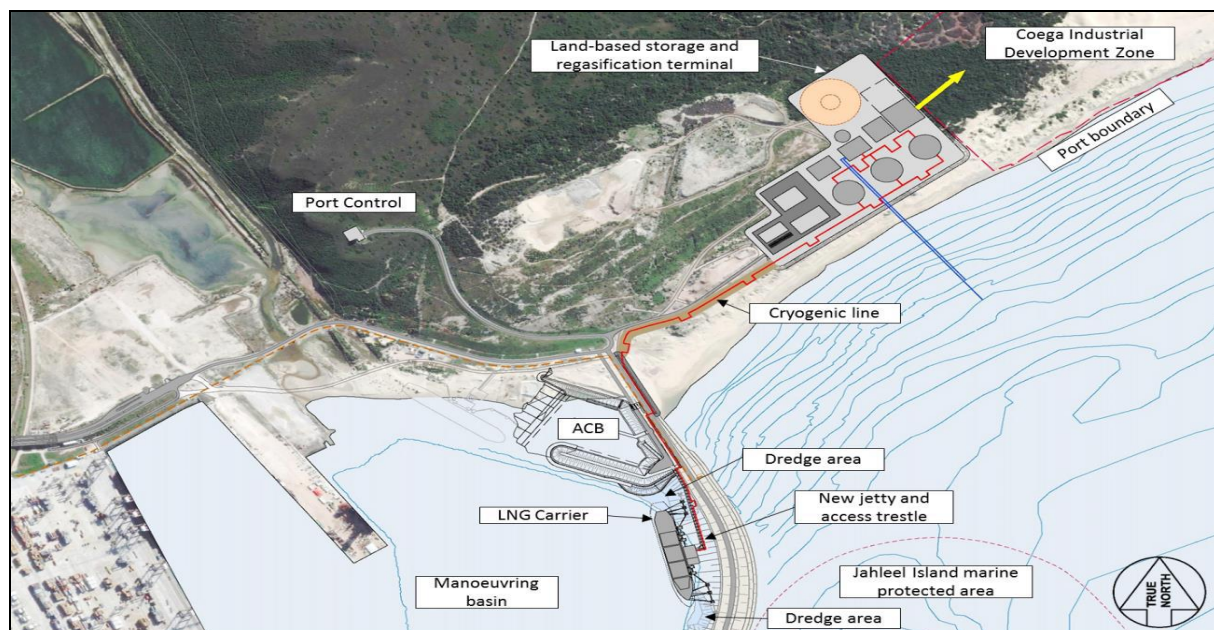 Land-based storage and
regasification terminal
Coega Industrial
Development Zone
Port boundary
Port Control
Cryogenic line
ACB
Dredge area
LNG Carrier
New jetty and
access trestle
Manoeuvring
basin
Jahleel Island marine
protected area
Dredge area
TRUE
NORTH